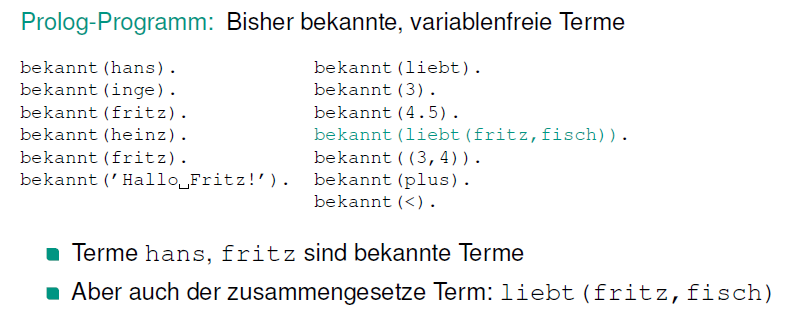 Prolog-Programm: Bisher bekannte, variablenfreie Terme
bekannt(hans).
bekannt(inge).
bekannt(fritz).
bekannt(heinz).
bekannt(fritz).
bekannt('Hallo␣Fritz!').
bekannt(liebt).
bekannt(3).
bekannt(4.5).
bekannt(liebt(fritz,fisch)).
bekannt((3,4)).
bekannt(plus).
bekannt(<).
Terme hans, fritz sind bekannte Terme
Aber auch der zusammengesetze Term: liebt(fritz,fisch)